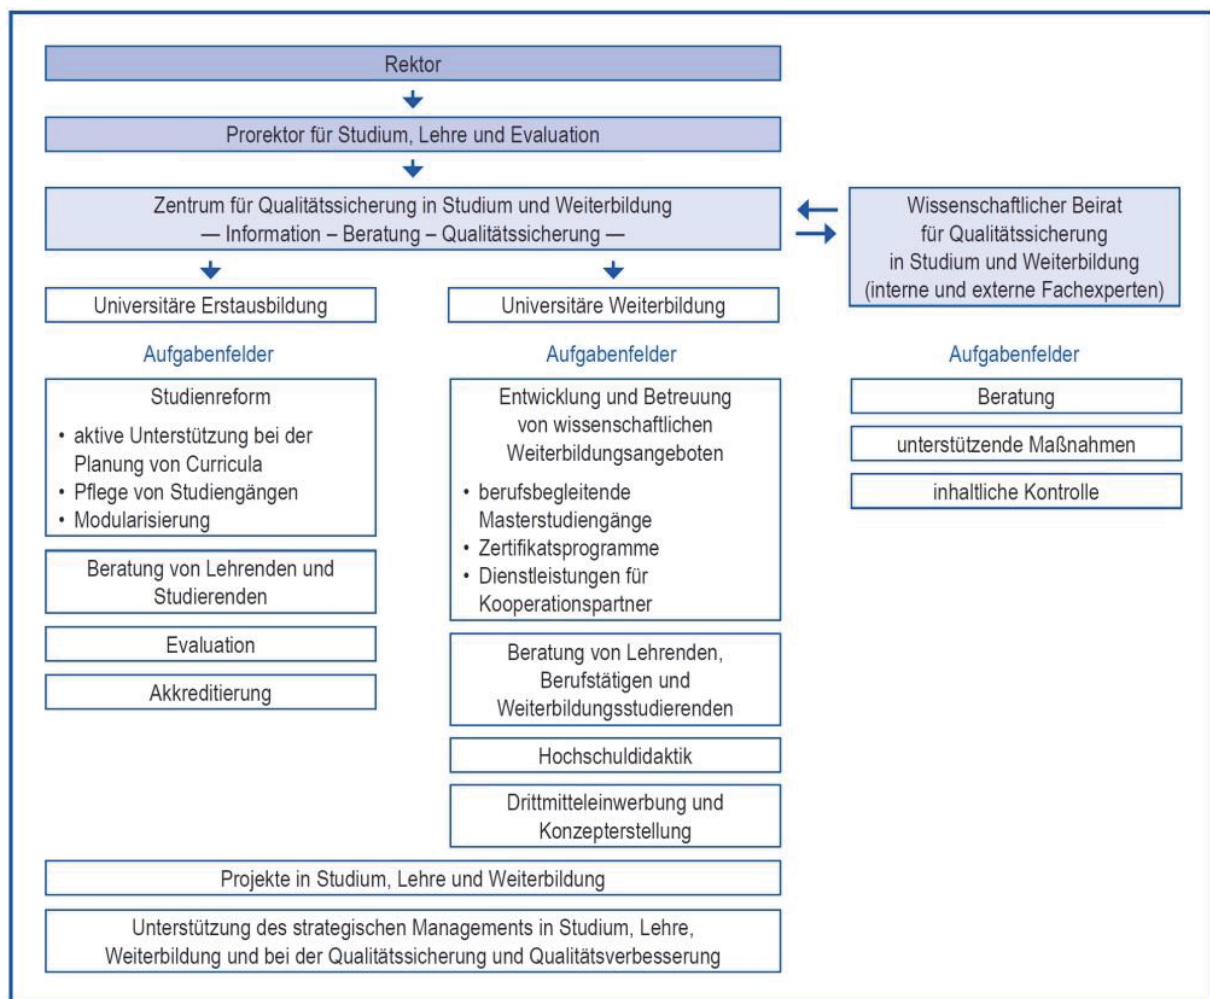 Rektor
Prorektor für Studium, Lehre und Evaluation
Zentrum für Qualitätssicherung in Studium und Weiterbildung
— Information – Beratung – Qualitätssicherung —
Wissenschaftlicher Beirat
für Qualitätssicherung
in Studium und Weiterbildung
(interne und externe Fachexperten)
Universitäre Erstausbildung
Aufgabenfelder
Studienreform
• aktive Unterstützung bei der
Planung von Curricula
• Pflege von Studiengängen
• Modularisierung
Beratung von Lehrenden und
Studierenden
Evaluation
Akkreditierung
Universitäre Weiterbildung
Aufgabenfelder
Entwicklung und Betreuung
von wissenschaftlichen
Weiterbildungsangeboten
• berufsbegleitende
Masterstudiengänge
• Zertifikatsprogramme
• Dienstleistungen für
Kooperationspartner
Beratung von Lehrenden,
Berufstätigen und
Weiterbildungsstudierenden
Hochschuldidaktik
Drittmitteleinwerbung und
Konzepterstellung
Aufgabenfelder
Beratung
unterstützende Maßnahmen
inhaltliche Kontrolle
Projekte in Studium, Lehre und Weiterbildung
Unterstützung des strategischen Managements in Studium, Lehre,
Weiterbildung und bei der Qualitätssicherung und Qualitätsverbesserung